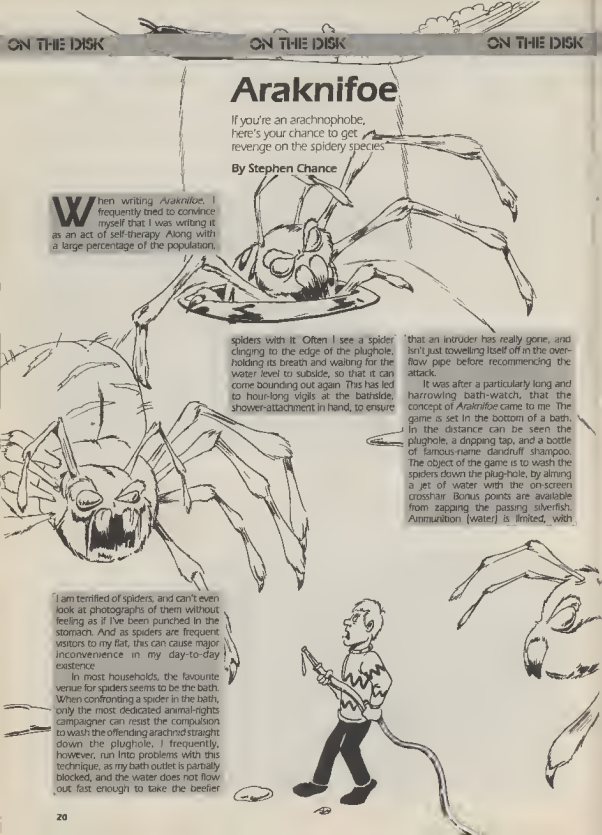 ON THE DISK
ON THE DISK
ON THE DISK
Araknifoe
If you're an arachnophobe,
here's your chance to get
revenge on the spidery species
By Stephen Chance
When writing Araknifoe, I
frequently tried to convince
myself that I was writing it
as an act of self-therapy. Along with
a large percentage of the population,
I am terrified of spiders, and can't even
look at photographs of them without
feeling as if I've been punched in the
stomach. And as spiders are frequent
visitors to my flat, this can cause major
inconvenience in my day-to-day
existence
In most households, the favourite
venue for spiders seems to be the bath.
When confronting a spider in the bath,
only the most dedicated animal-rights
campaigner can resist the compulsion
to wash the offending arachnid straight
down the plughole, I frequently,
however, run into problems with this
technique, as my bath outlet is partially
blocked, and the water does not flow
out fast enough to take the beefier
spiders with it. Often I see a spider
clinging to the edge of the plughole,
holding its breath and waiting for the
water level to subside, so that it can
come bounding out again. This has led
to hour-long vigils at the bathside,
shower-attachment in hand, to ensure
that an intruder has really gone, and
isn't just towelling itself off in the over-
flow pipe before recommencing the
attack.
It was after a particularly long and
harrowing bath-watch, that the
concept of Araknifoe came to me. The
game is set in the bottom of a bath.
In the distance can be seen the
plughole, a dripping tap, and a bottle
of famous-name dandruff shampoo.
The object of the game is to wash the
spiders down the plug-hole, by aiming
a jet of water with the on-screen
crosshair. Bonus points are available
from zapping the passing silverfish.
Ammunition (water) is limited, with
20